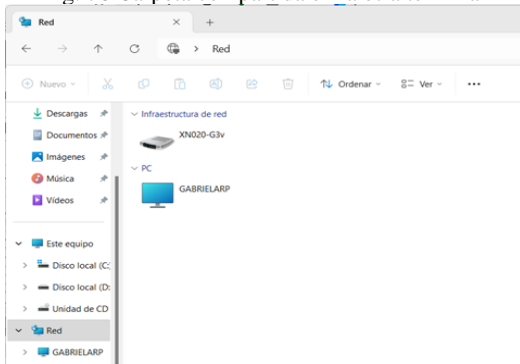 Red
Red
Nuevo
Ordenar
Ver
Descargas
Documentos
Imágenes
Música
Vídeos
Este equipo
Disco local (C:
Disco local (D:
Unidad de CD
Red
GABRIELARP
Infraestructura de red
XN020-G3v
PC
GABRIELARP